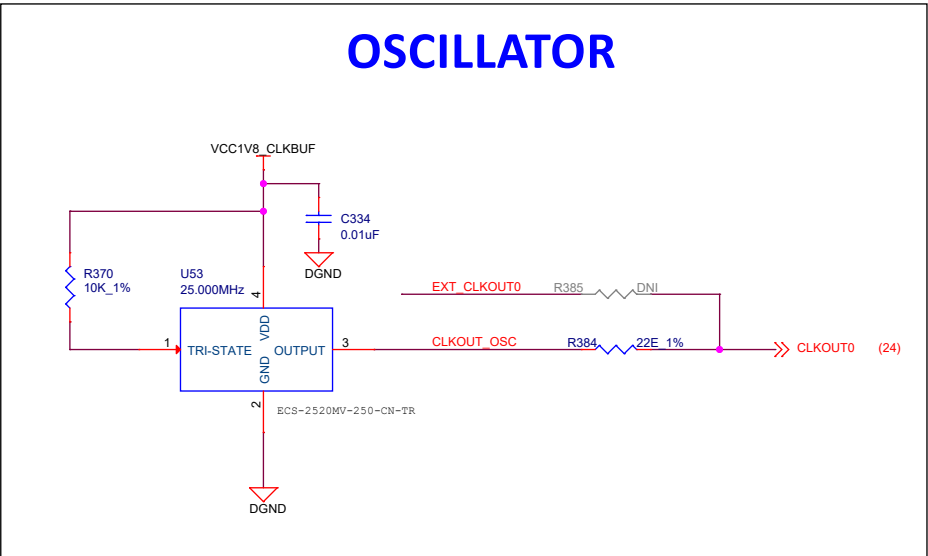 OSCILLATOR
VCC1V8_CLKBUF
C334
0.01uF
DGND
R370
10K_1%
U53
25.000MHz
4
EXT_CLKOUT0 R385 DNI
1 TRI-STATE VDD GND OUTPUT 3
CLKOUT_OSC R384 22E_1% CLKOUT0 (24)
2
ECS-2520MV-250-CN-TR
DGND